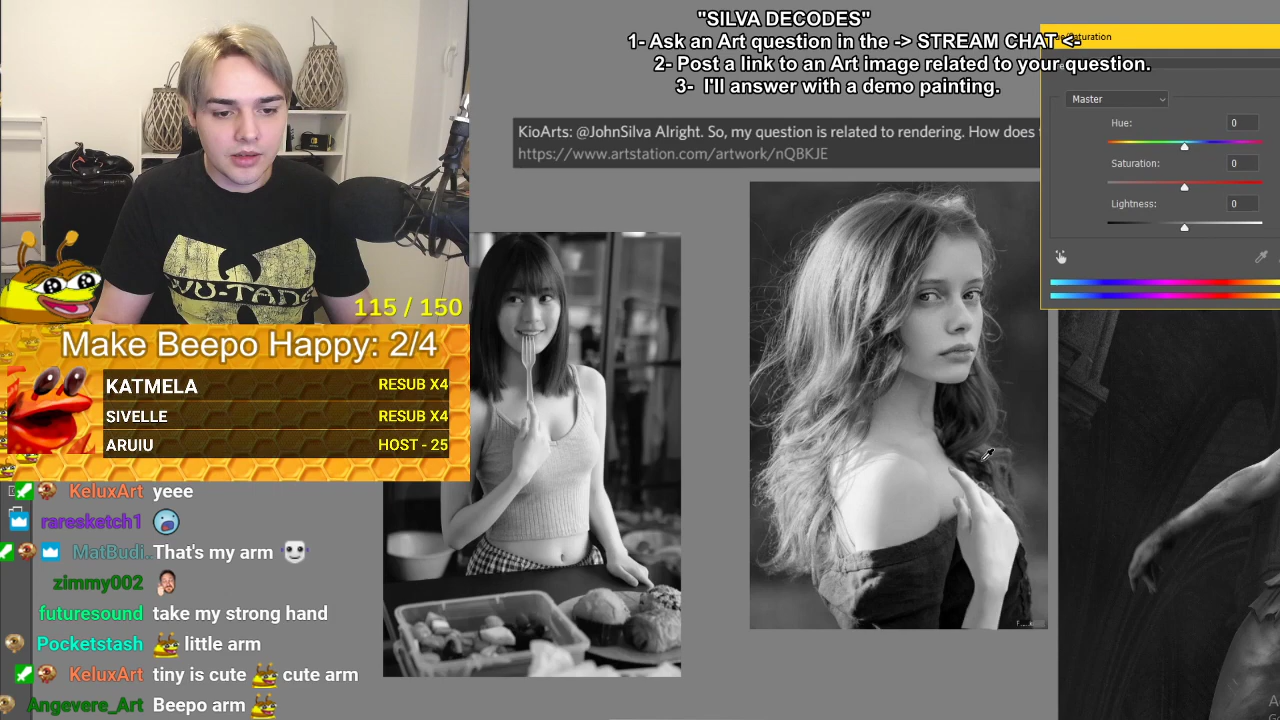 "SILVA DECODES"
1- Ask an Art question in the -> STREAM CHAT <-
2- Post a link to an Art image related to your question.
3- I'll answer with a demo painting.
KioArts: @JohnSilva Alright. So, my question is related to rendering. How does
https://www.artstation.com/artwork/nQBKJE
Master
Hue:
0
Saturation:
0
Lightness:
0
WU-TANG
115 / 150
Make Beepo Happy: 2/4
KATMELA RESUB X4
SIVELLE RESUB X4
ARUIU HOST - 25
KeluxArt yeee
raresketch1
MatBudi.. That's my arm
zimmy002
futuresound take my strong hand
Pocketstash little arm
KeluxArt tiny is cute cute arm
Angevere_Art Beepo arm